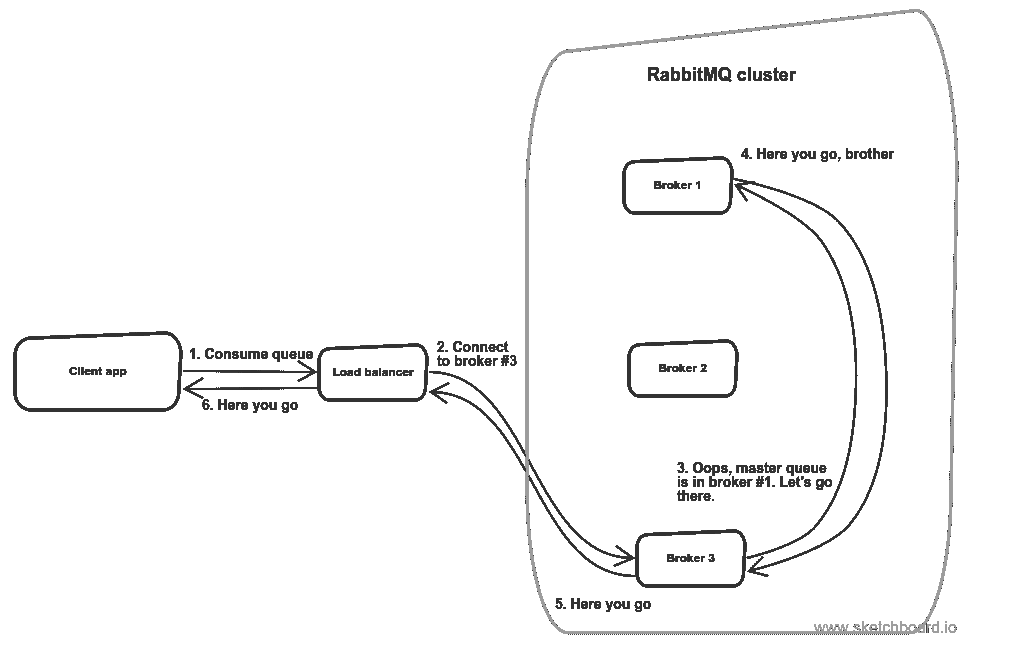 RabbitMQ cluster
4. Here you go, brother
Broker 1
1. Consume queue
2. Connect
to broker #3
Client app
Load balancer
Broker 2
6. Here you go
3. Oops, master queue
is in broker #1. Let's go
there.
Broker 3
5. Here you go
www.sketchboard.io